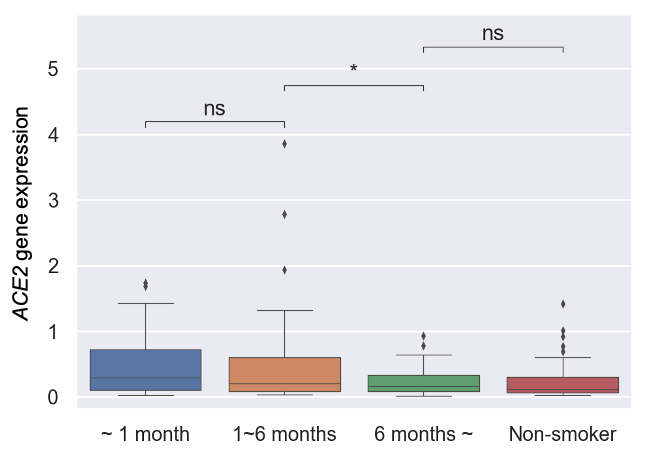 ns
*
ns
5
4
3
2
1
0
ACE2 gene expression
~ 1 month
1~6 months
6 months ~
Non-smoker